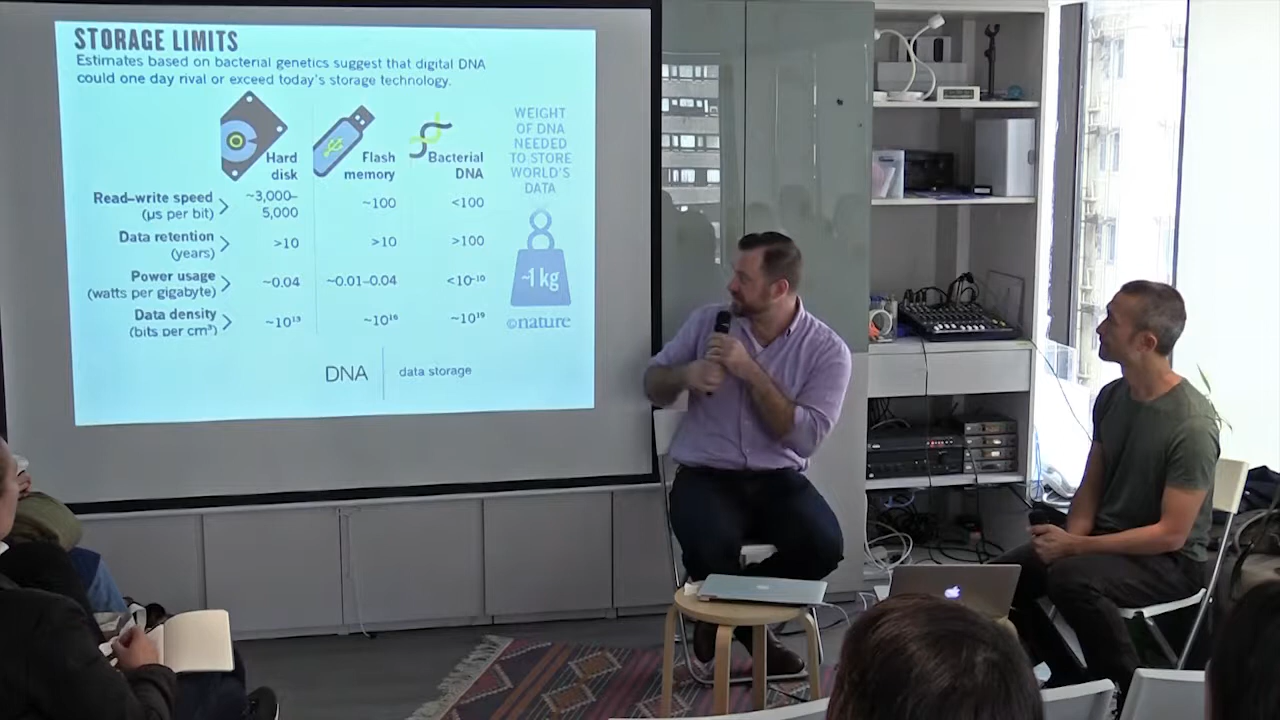 STORAGE LIMITS
Estimates based on bacterial genetics suggest that digital DNA
could one day rival or exceed today's storage technology.
Hard
disk
Flash
memory
Bacterial
DNA
Read–write speed
(µs per bit)
~3,000–
5,000
~100
<100
Data retention
(years)
>10
>10
>100
Power usage
(watts per gigabyte)
~0.04
~0.01–0.04
<10⁻¹⁰
Data density
(bits per cm³)
~10¹³
~10¹⁶
~10¹⁹
WEIGHT
OF DNA
NEEDED
TO STORE
WORLD'S
DATA
~1 kg
©nature
DNA
data storage